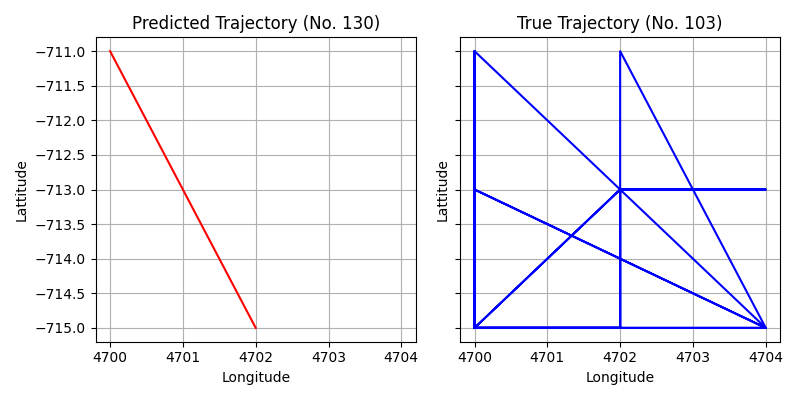 Predicted Trajectory (No. 130)
−711.0
−711.5
−712.0
−712.5
−713.0
−713.5
−714.0
−714.5
−715.0
Lattitude
4700 4701 4702 4703 4704
Longitude
True Trajectory (No. 103)
Lattitude
4700 4701 4702 4703 4704
Longitude